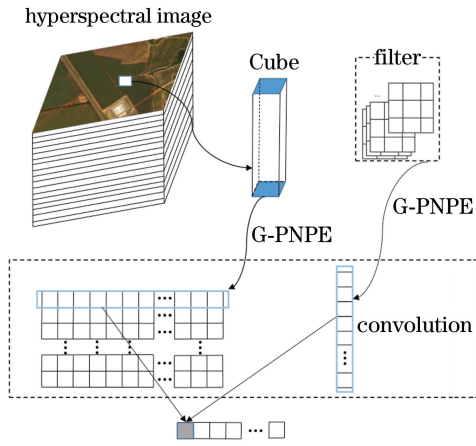 hyperspectral image
Cube
filter
...
G-PNPE
G-PNPE
convolution